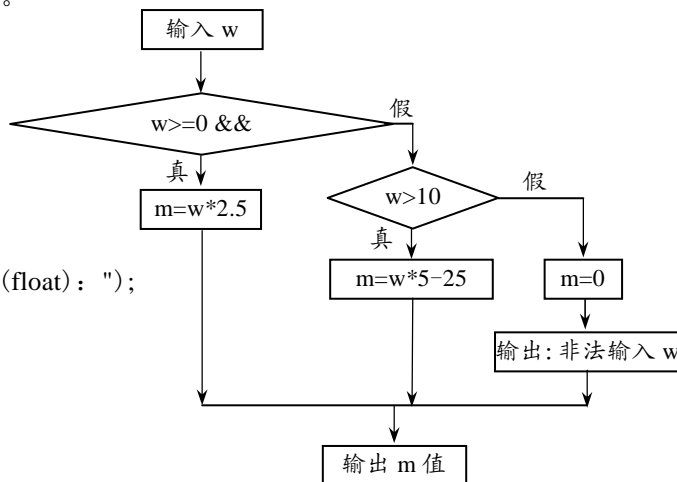 。
输入 w
w>=0 &&
假
真
w>10
假
m=w*2.5
真
(float)：");
m=w*5-25
m=0
输出:非法输入 w
输出 m 值